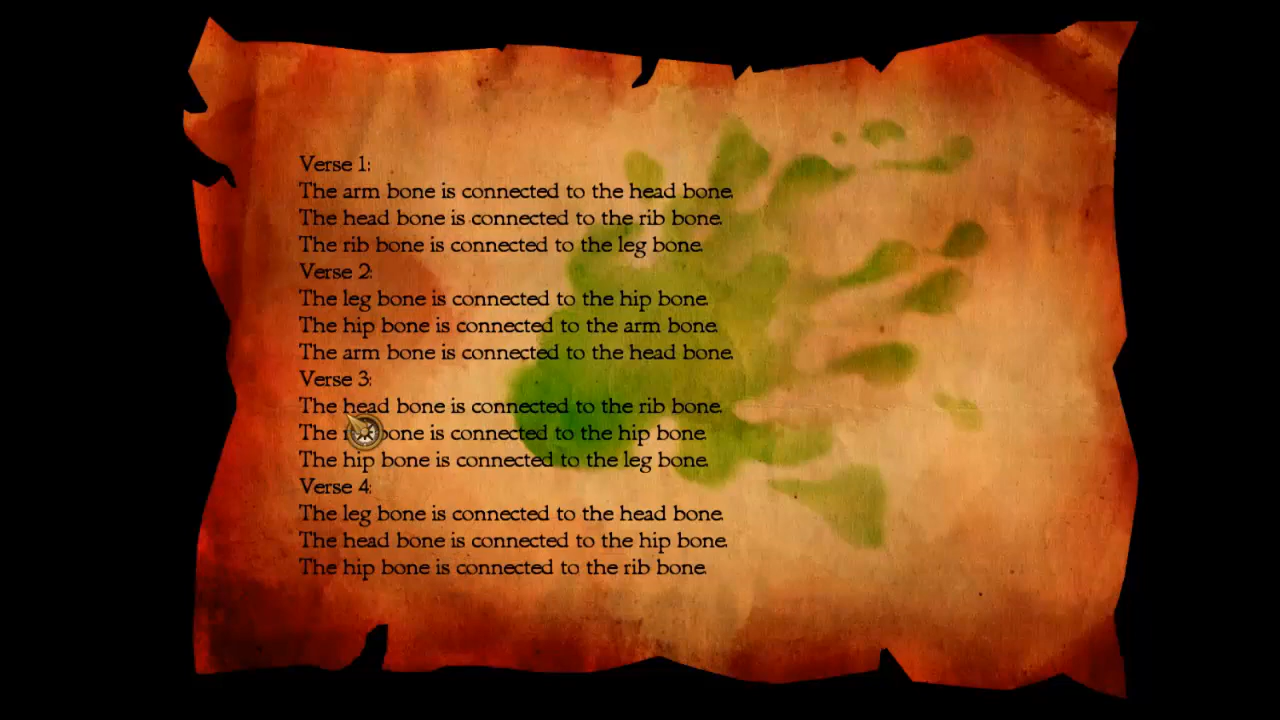 Verse 1:
The arm bone is connected to the head bone.
The head bone is connected to the rib bone.
The rib bone is connected to the leg bone.
Verse 2:
The leg bone is connected to the hip bone.
The hip bone is connected to the arm bone.
The arm bone is connected to the head bone.
Verse 3:
The head bone is connected to the rib bone.
The bone is connected to the hip bone.
The hip bone is connected to the leg bone.
Verse 4:
The leg bone is connected to the head bone.
The head bone is connected to the hip bone.
The hip bone is connected to the rib bone.